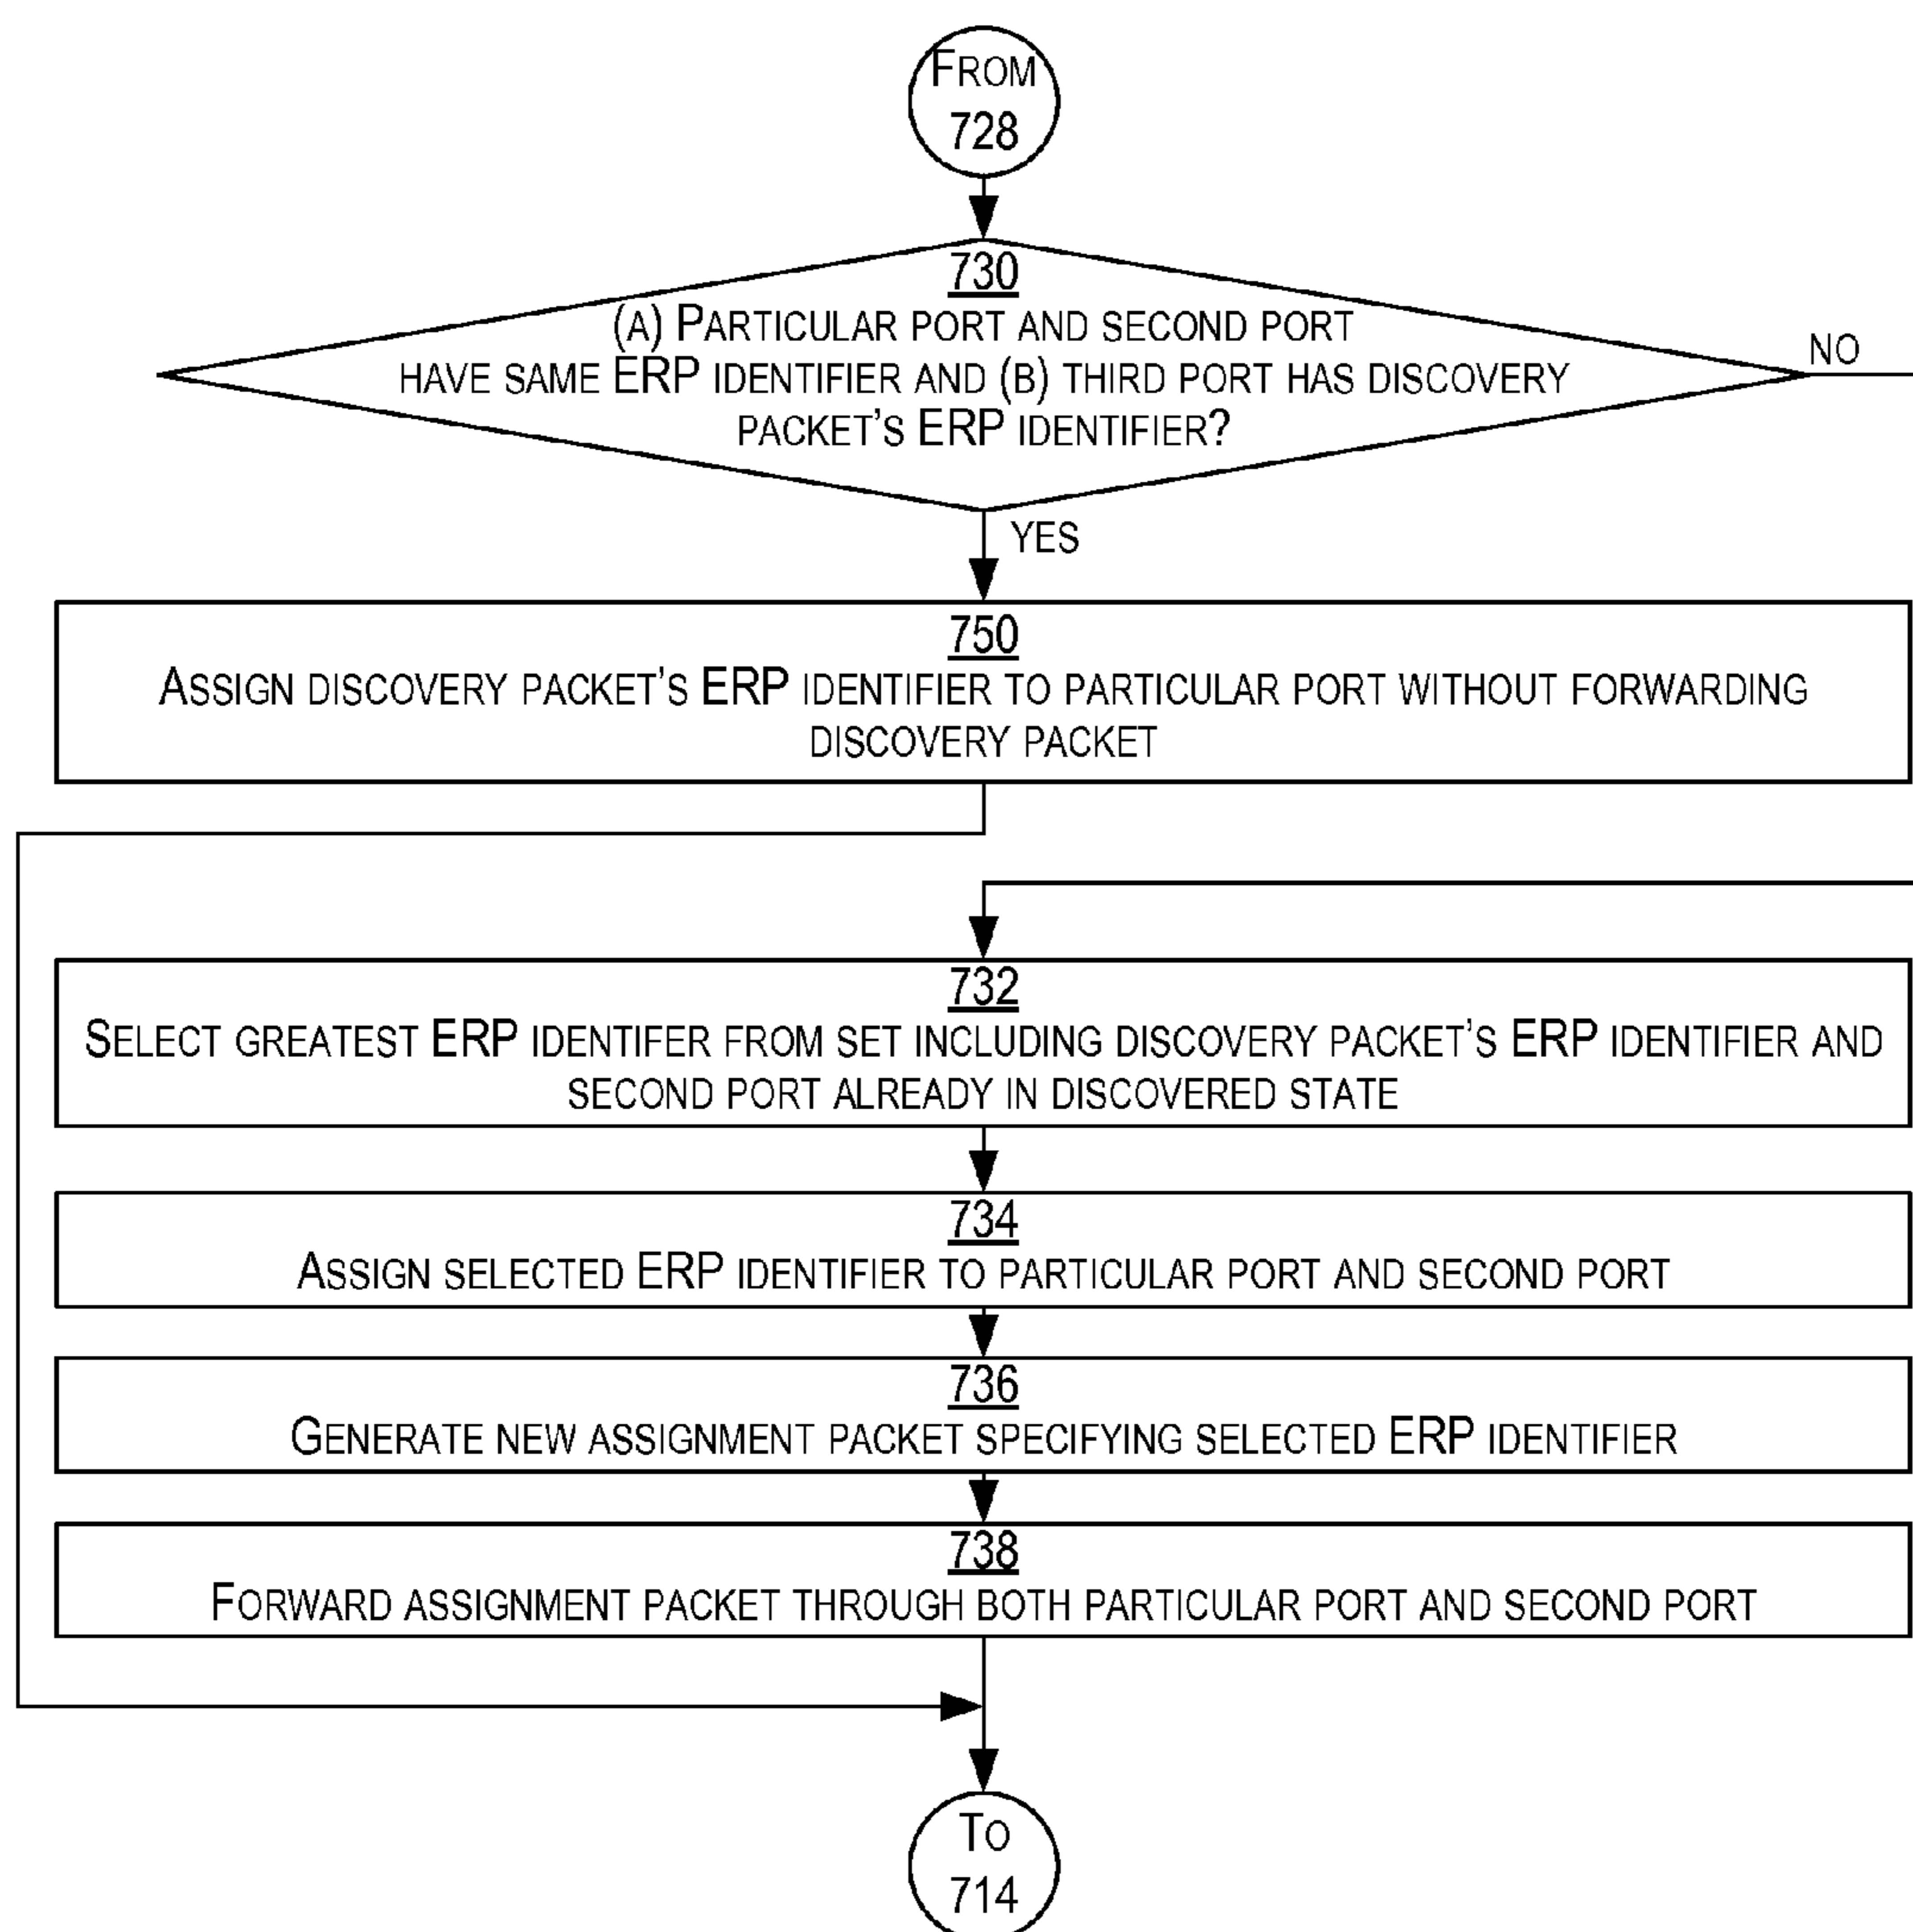 From
728
730
(a) Particular port and second port
have same ERP identifier and (b) third port has discovery
packet's ERP identifier?
no
yes
750
Assign discovery packet's ERP identifier to particular port without forwarding
discovery packet
732
Select greatest ERP identifer from set including discovery packet's ERP identifier and
second port already in discovered state
734
Assign selected ERP identifier to particular port and second port
736
Generate new assignment packet specifying selected ERP identifier
738
Forward assignment packet through both particular port and second port
To
714